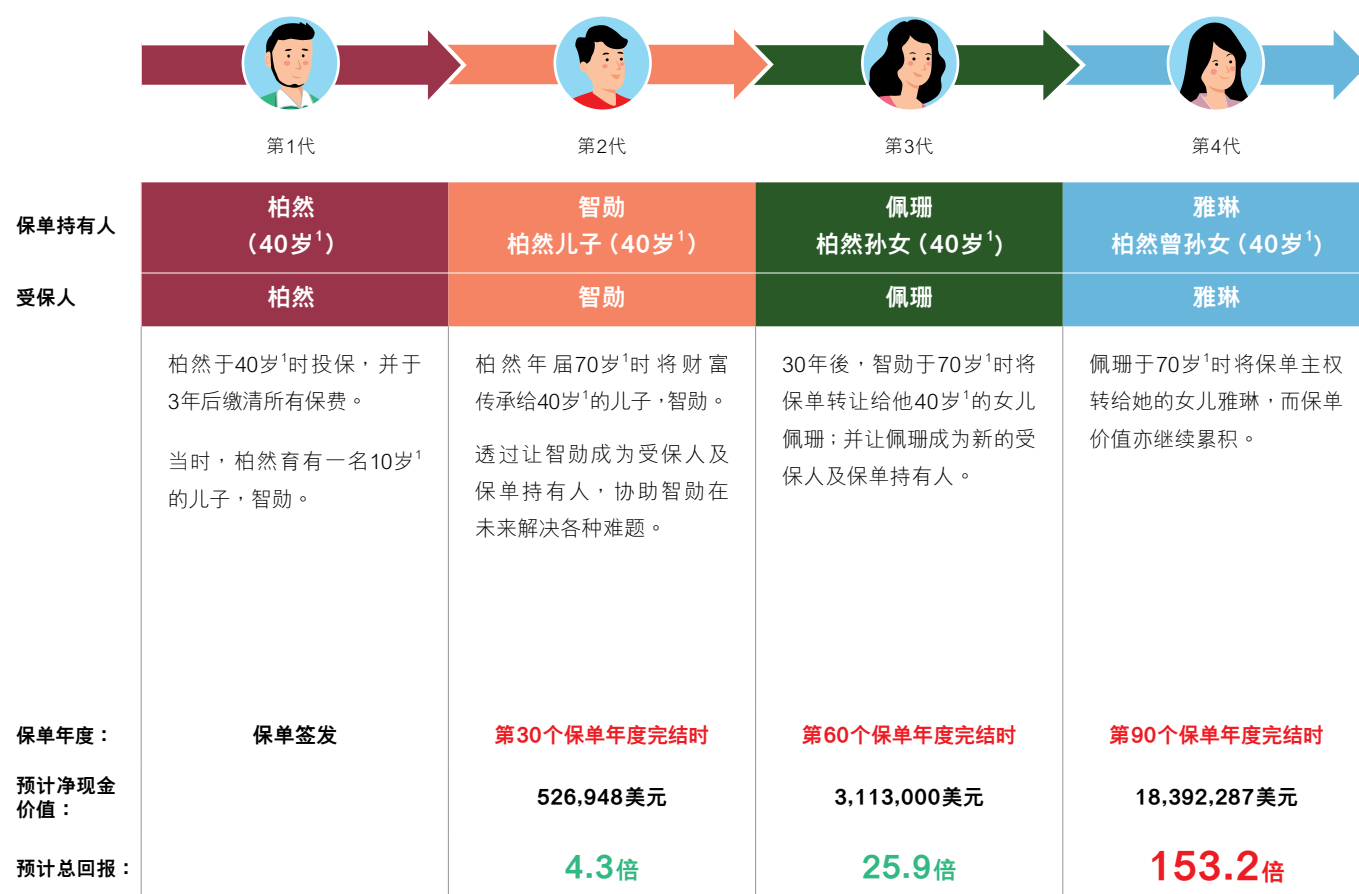 第1代
第2代
第3代
第4代
保单持有人
柏然
（40岁¹）
智勋
柏然儿子（40岁¹）
佩珊
柏然孙女（40岁¹）
雅琳
柏然曾孙女（40岁¹）
受保人
柏然
智勋
佩珊
雅琳
柏然于40岁¹时投保，并于
3年后缴清所有保费。
当时，柏然育有一名10岁¹
的儿子，智勋。
柏然年届70岁¹时将财富
传承给40岁¹的儿子，智勋。
透过让智勋成为受保人及
保单持有人，协助智勋在
未来解决各种难题。
30年後，智勋于70岁¹时将
保单转让给他40岁¹的女儿
佩珊；并让佩珊成为新的受
保人及保单持有人。
佩珊于70岁¹时将保单主权
转给她的女儿雅琳，而保单
价值亦继续累积。
保单年度：
保单签发
第30个保单年度完结时
第60个保单年度完结时
第90个保单年度完结时
预计净现金
价值：
526,948美元
3,113,000美元
18,392,287美元
预计总回报：
4.3倍
25.9倍
153.2倍